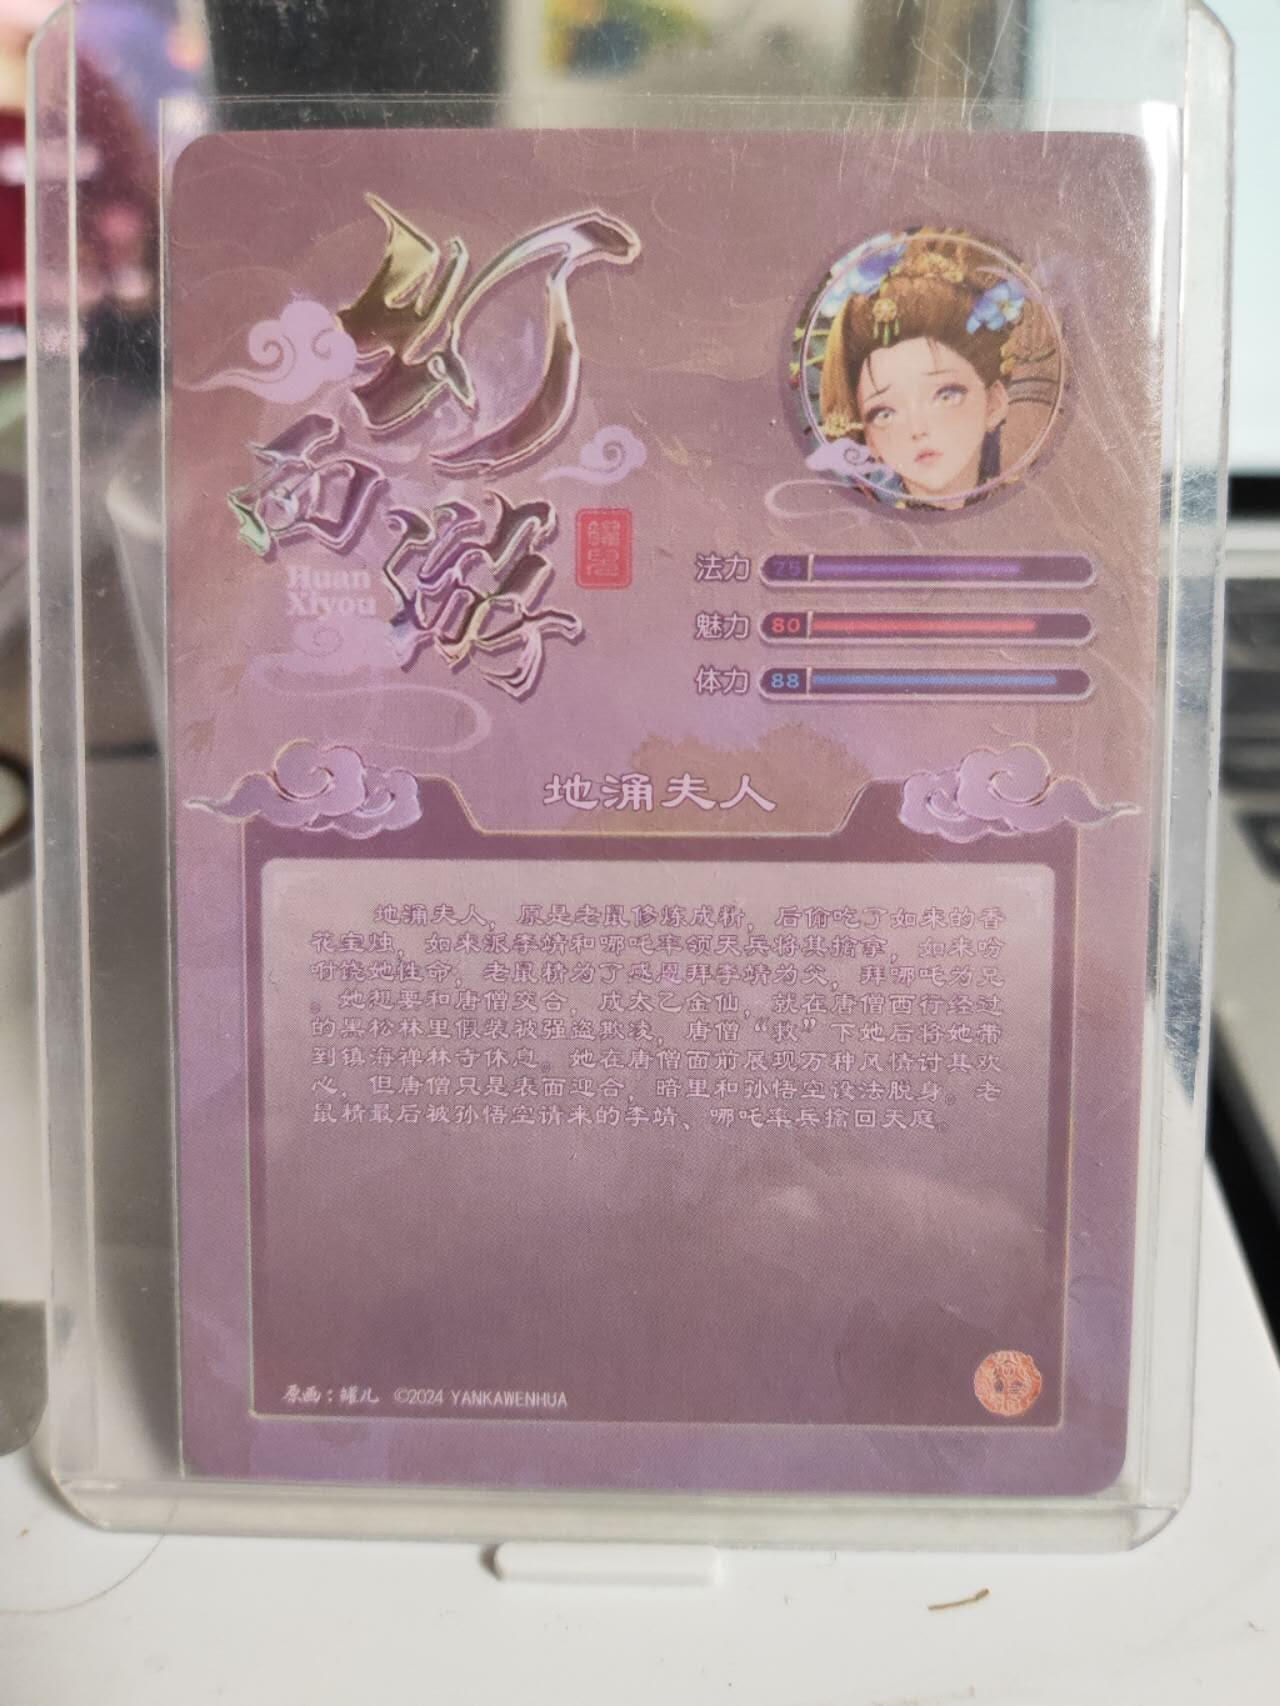 幻
西
游
Huan
Xiyou
罐兒
法力 75
魅力 80
体力 88
地涌夫人
地涌夫人，原是老鼠修炼成精，后偷吃了如来的香
花宝烛，如来派李靖和哪吒率领天兵将其擒拿，如来吩
咐饶她性命，老鼠精为了感恩拜李靖为父，拜哪吒为兄
。她想要和唐僧交合，成太乙金仙，就在唐僧西行经过
的黑松林里假装被强盗欺凌，唐僧“救”下她后将她带
到镇海禅林寺休息。她在唐僧面前展现万种风情讨其欢
心，但唐僧只是表面迎合，暗里和孙悟空设法脱身。老
鼠精最后被孙悟空请来的李靖、哪吒率兵擒回天庭。
原画：罐儿 ©2024 YANKAWENHUA